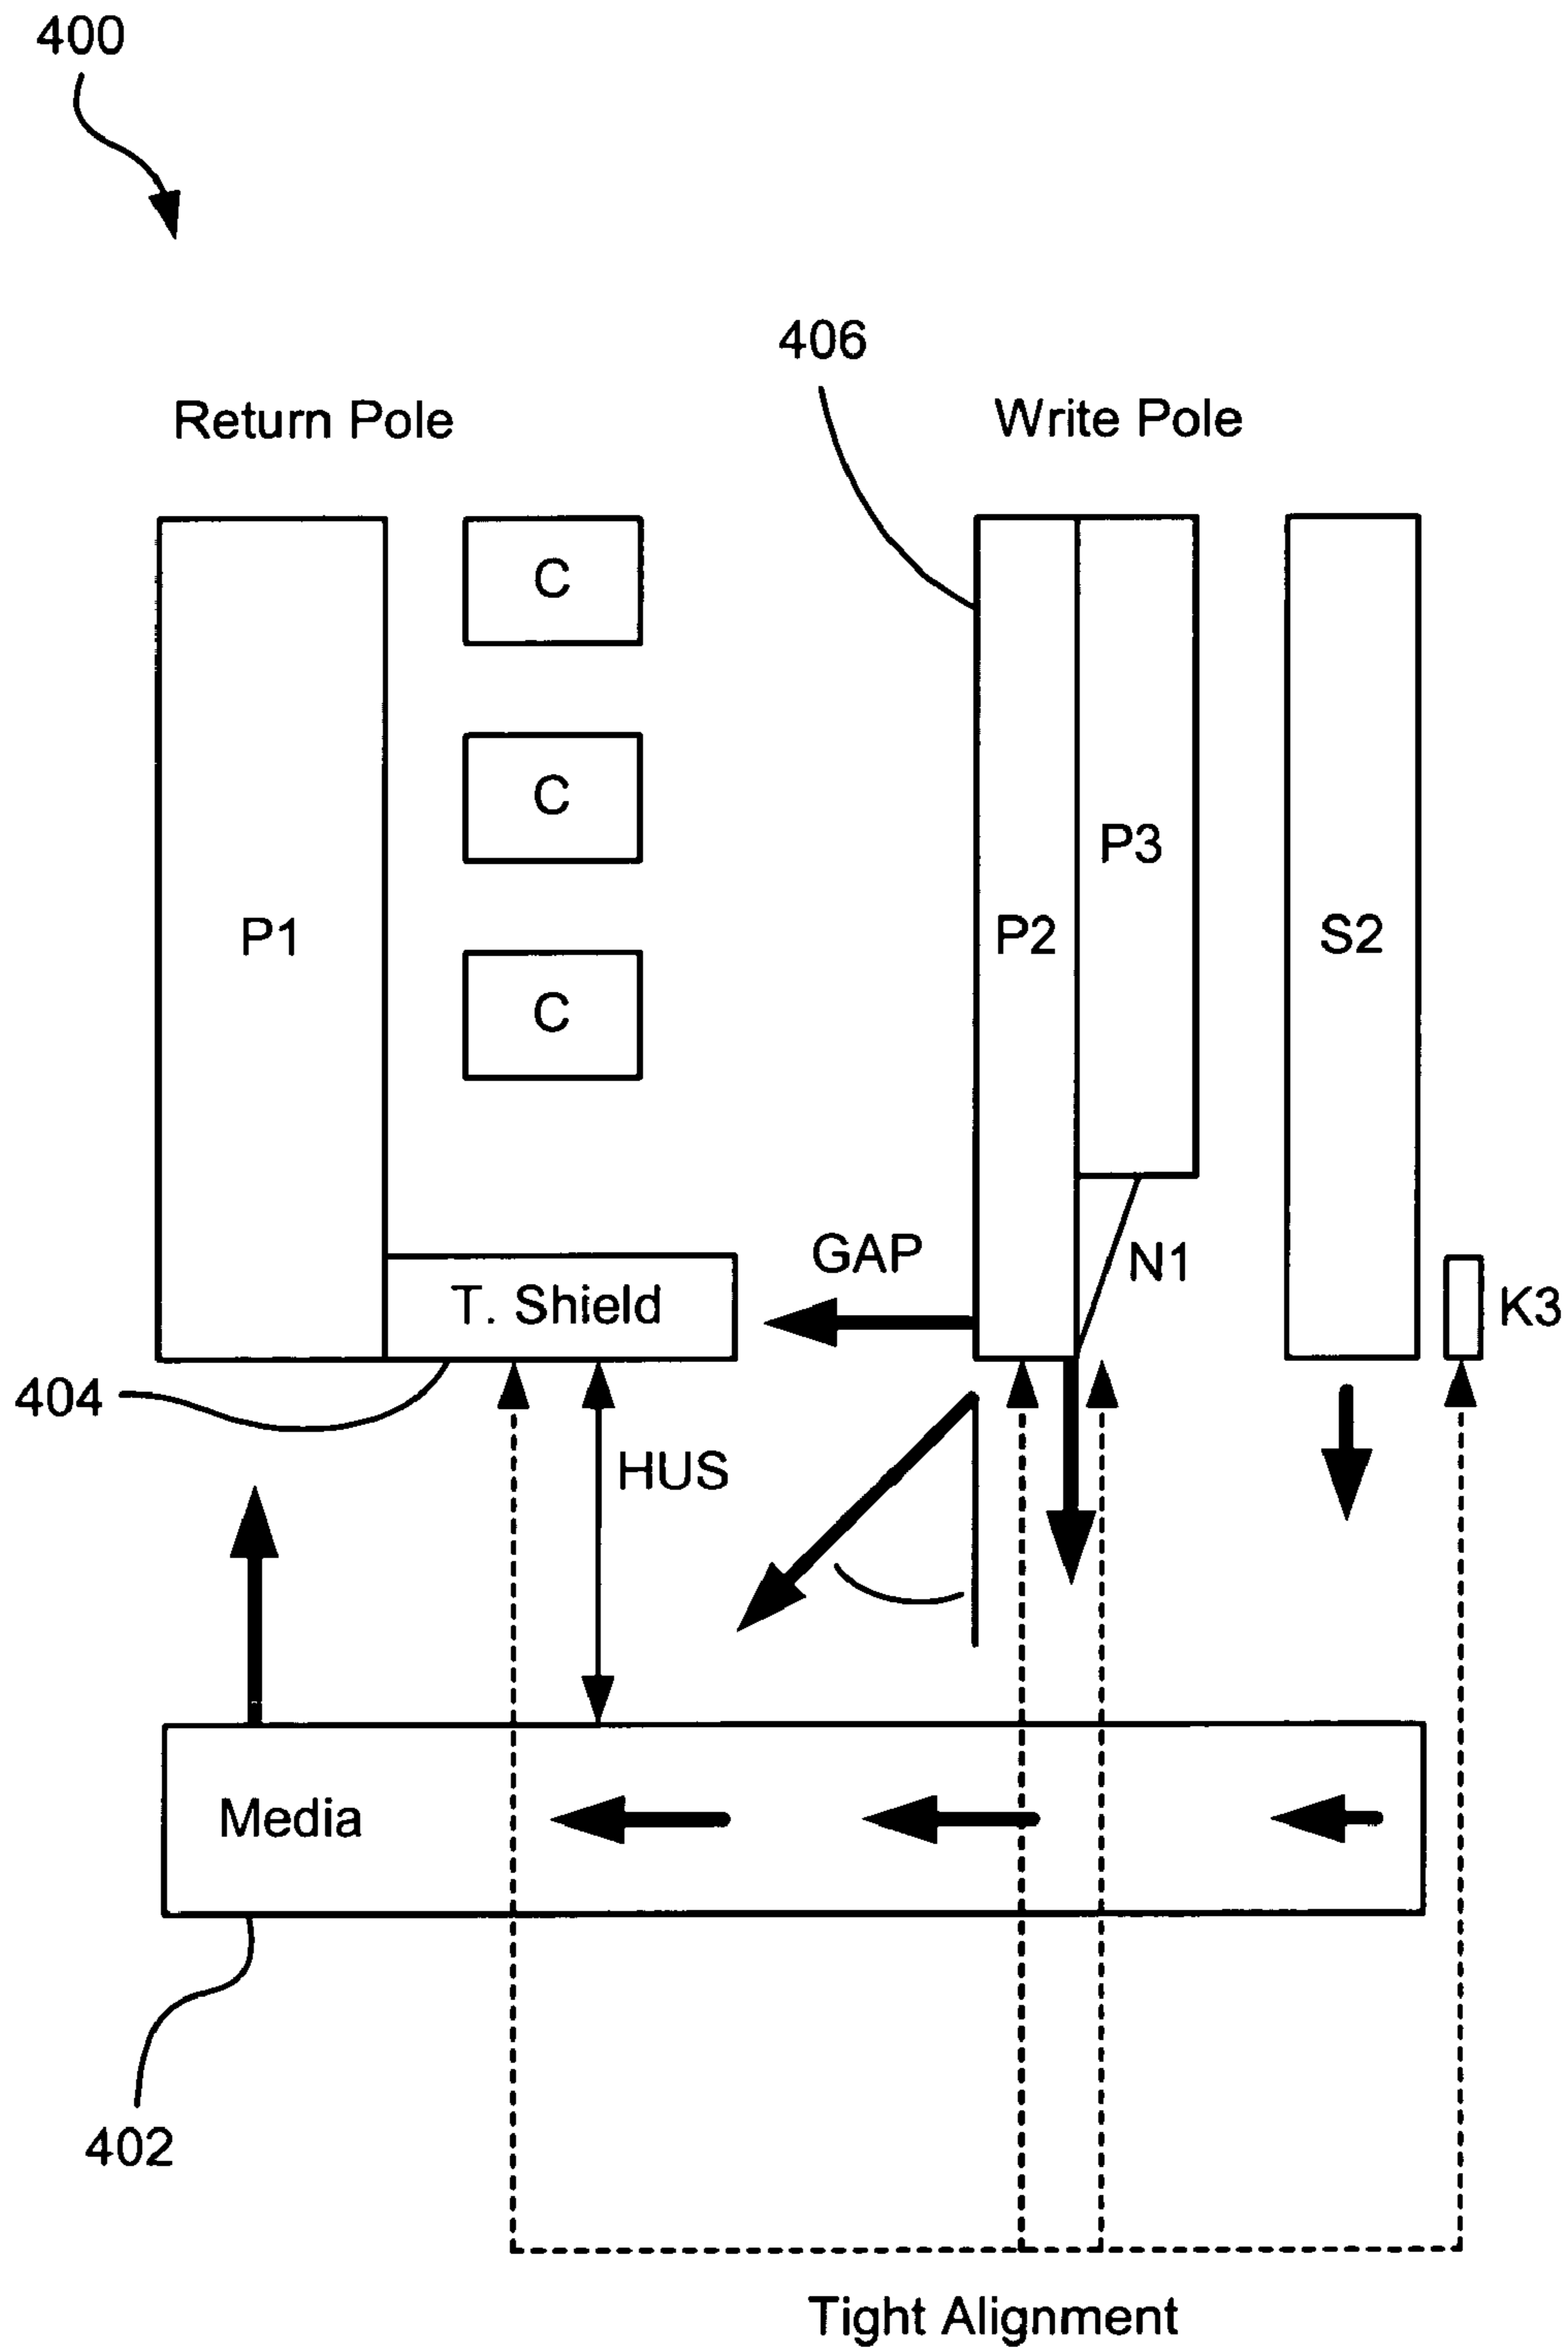 400
406
Return Pole
Write Pole
C
C
P3
P1
P2
S2
C
GAP
N1
T. Shield
K3
404
HUS
Media
402
Tight Alignment